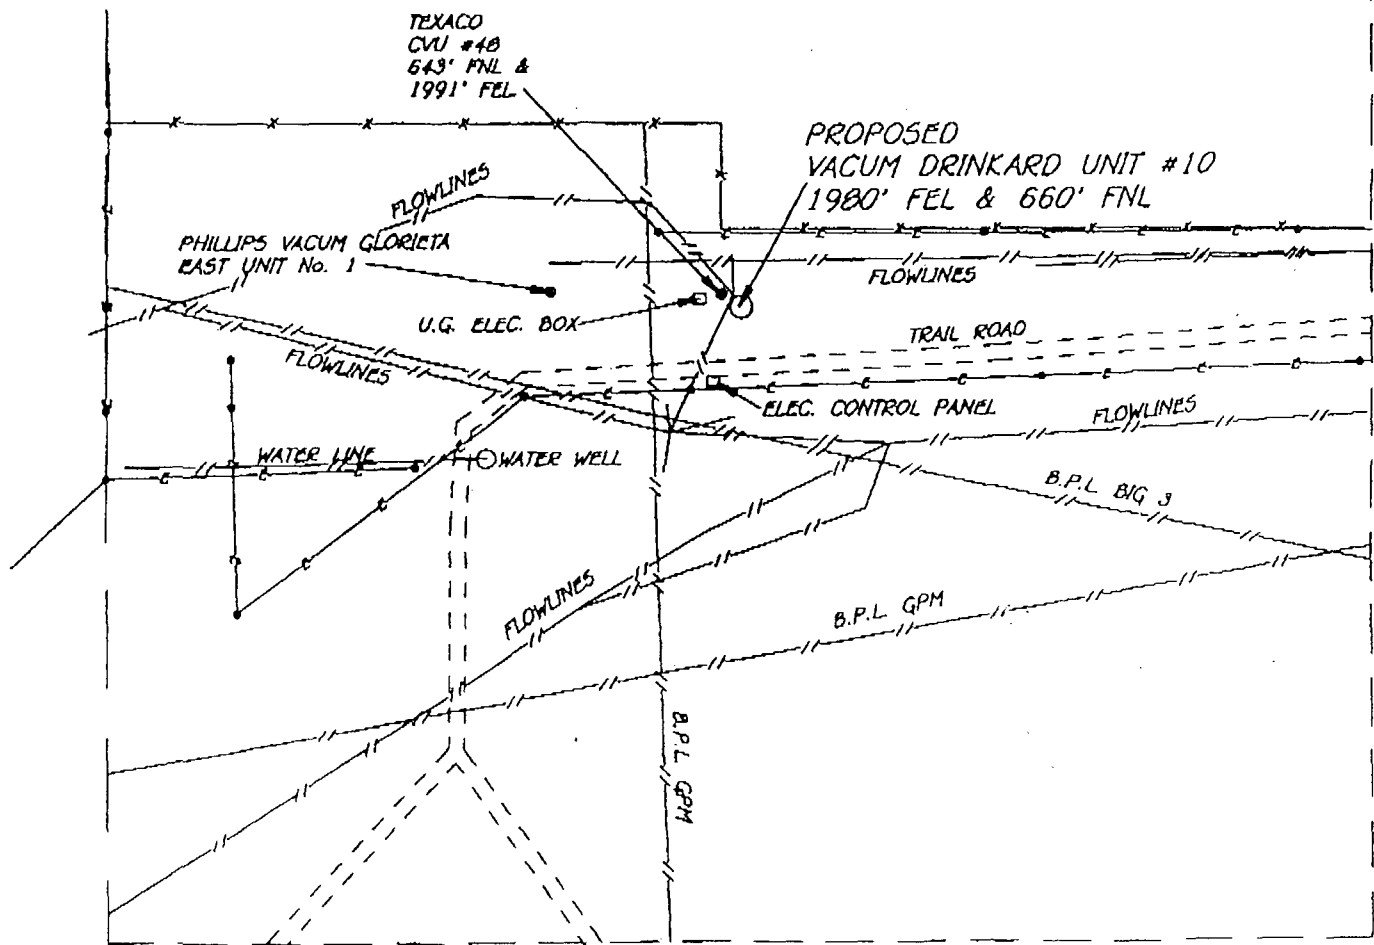 TEXACO
CVU #48
643' FNL &
1991' FEL
PROPOSED
VACUM DRINKARD UNIT #10
1980' FEL & 660' FNL
FLOWLINES
PHILLIPS VACUM GLORIETA
EAST UNIT No. 1
FLOWLINES
U.G. ELEC. BOX
TRAIL ROAD
FLOWLINES
ELEC. CONTROL PANEL
FLOWLINES
WATER LINE
WATER WELL
B.P.L BIG 3
FLOWLINES
B.P.L GPM
B.P.L GPM